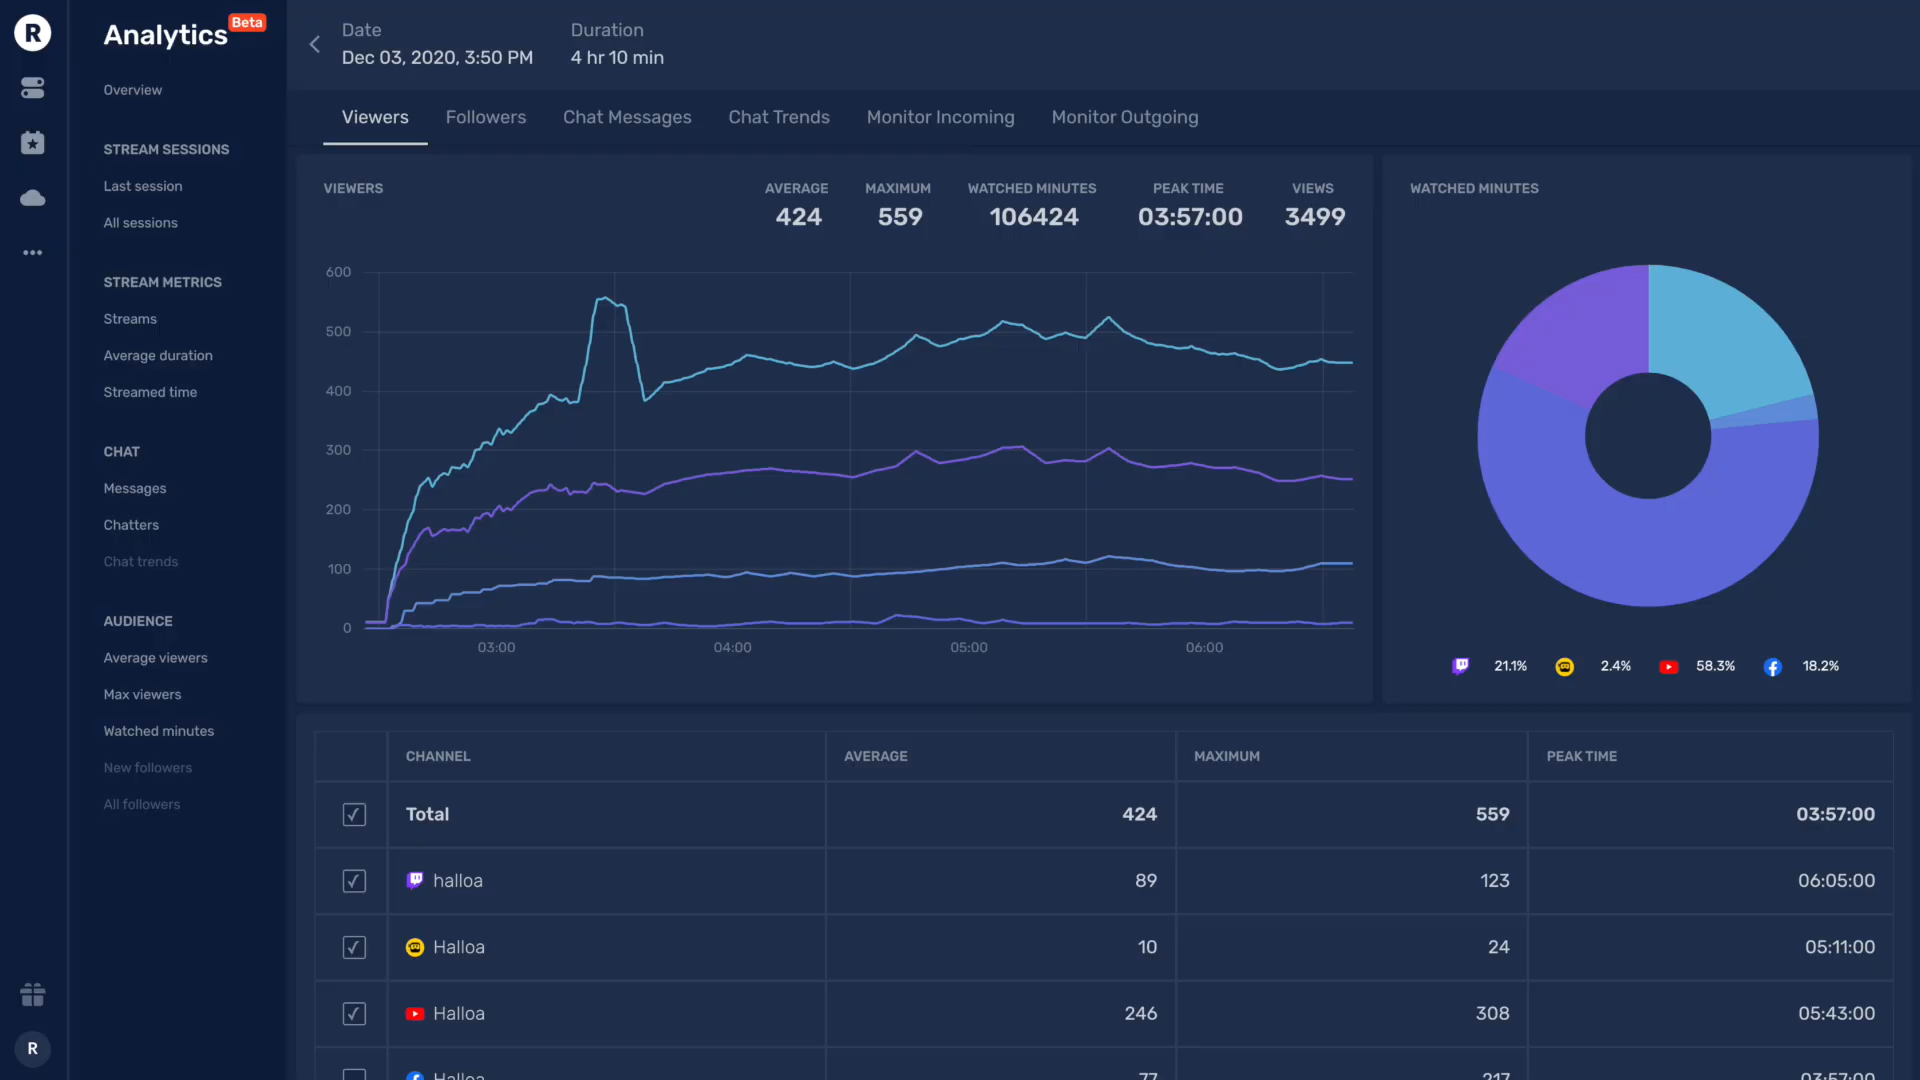 R
Analytics Beta
Overview
STREAM SESSIONS
Last session
All sessions
STREAM METRICS
Streams
Average duration
Streamed time
CHAT
Messages
Chatters
Chat trends
AUDIENCE
Average viewers
Max viewers
Watched minutes
New followers
All followers
R
Date Duration
Dec 03, 2020, 3:50 PM 4 hr 10 min
Viewers Followers Chat Messages Chat Trends Monitor Incoming Monitor Outgoing
VIEWERS AVERAGE MAXIMUM WATCHED MINUTES PEAK TIME VIEWS
424 559 106424 03:57:00 3499
600
500
400
300
200
100
0
03:00 04:00 05:00 06:00
WATCHED MINUTES
21.1% 2.4% 58.3% 18.2%
CHANNEL AVERAGE MAXIMUM PEAK TIME
Total 424 559 03:57:00
halloa 89 123 06:05:00
Halloa 10 24 05:11:00
Halloa 246 308 05:43:00
Halloa 77 217 03:57:00